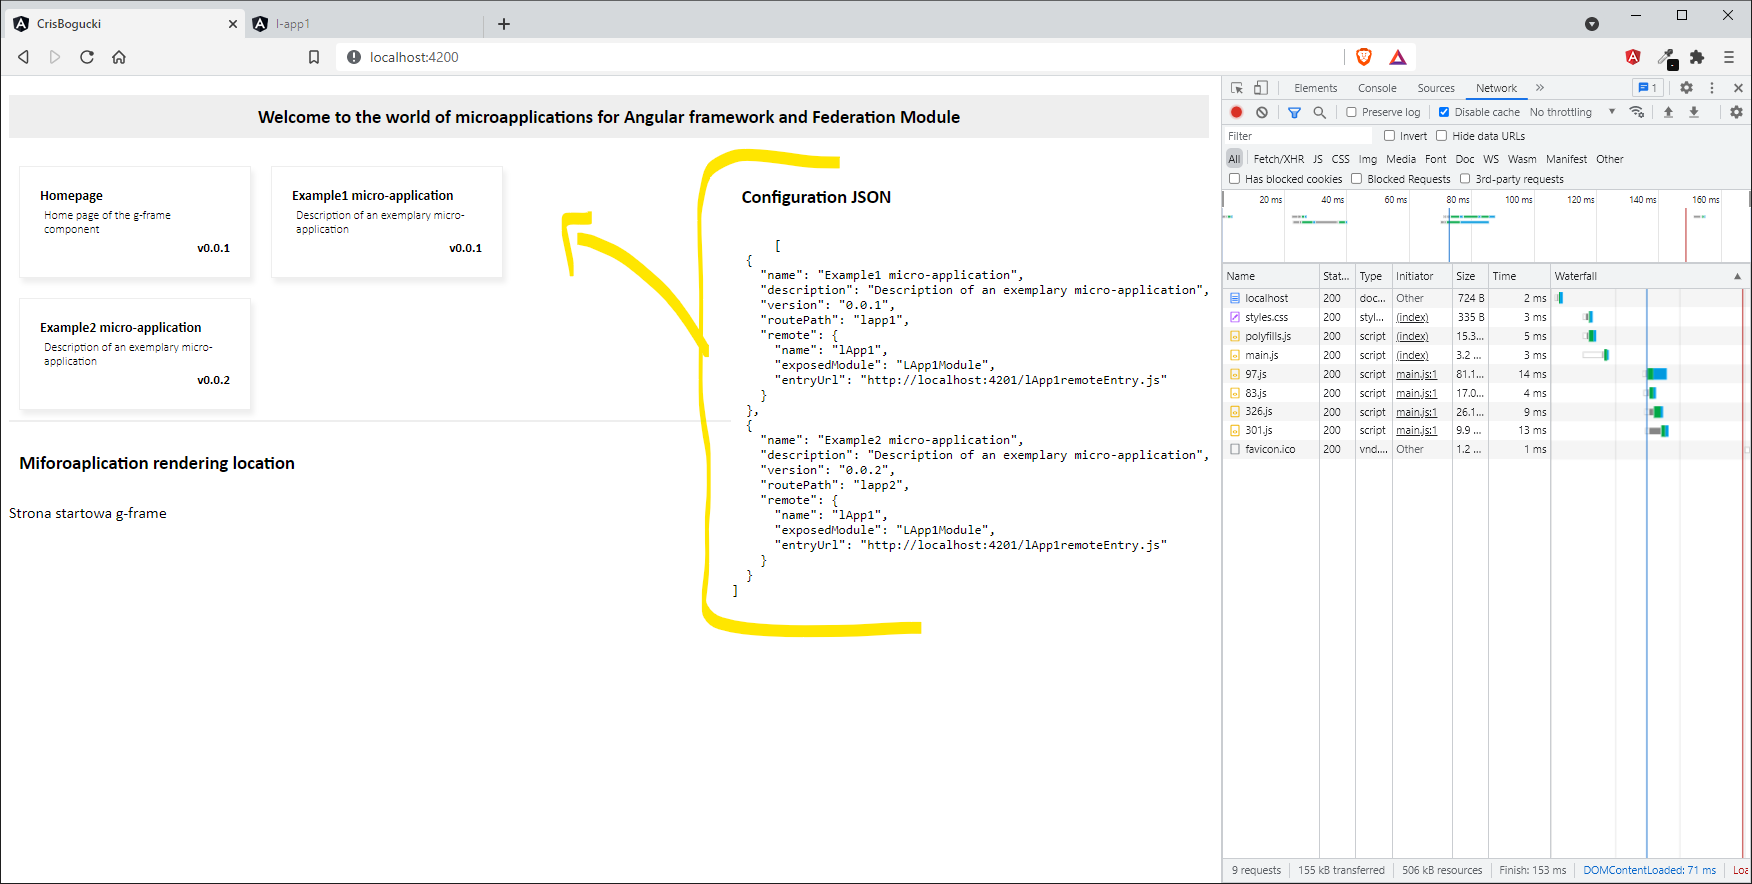 CrisBogucki
l-app1
localhost:4200
Welcome to the world of microapplications for Angular framework and Federation Module
Homepage
Home page of the g-frame
component
v0.0.1
Example1 micro-application
Description of an exemplary micro-
application
v0.0.1
Example2 micro-application
Description of an exemplary micro-
application
v0.0.2
Miforoaplication rendering location
Strona startowa g-frame
Configuration JSON
[
{
"name": "Example1 micro-application",
"description": "Description of an exemplary micro-application",
"version": "0.0.1",
"routePath": "lapp1",
"remote": {
"name": "lApp1",
"exposedModule": "LApp1Module",
"entryUrl": "http://localhost:4201/lApp1remoteEntry.js"
}
},
{
"name": "Example2 micro-application",
"description": "Description of an exemplary micro-application",
"version": "0.0.2",
"routePath": "lapp2",
"remote": {
"name": "lApp1",
"exposedModule": "LApp1Module",
"entryUrl": "http://localhost:4201/lApp1remoteEntry.js"
}
}
]
Elements Console Sources Network » 1
Preserve log Disable cache No throttling
Filter Invert Hide data URLs
All Fetch/XHR JS CSS Img Media Font Doc WS Wasm Manifest Other
Has blocked cookies Blocked Requests 3rd-party requests
20 ms 40 ms 60 ms 80 ms 100 ms 120 ms 140 ms 160 ms
Name Stat... Type Initiator Size Time Waterfall
localhost 200 doc... Other 724 B 2 ms
styles.css 200 styl... (index) 335 B 3 ms
polyfills.js 200 script (index) 15.3... 5 ms
main.js 200 script (index) 3.2 ... 3 ms
97.js 200 script main.js:1 81.1... 14 ms
83.js 200 script main.js:1 17.0... 4 ms
326.js 200 script main.js:1 26.1... 9 ms
301.js 200 script main.js:1 9.9 ... 13 ms
favicon.ico 200 vnd.... Other 1.2 ... 1 ms
9 requests 155 kB transferred 506 kB resources Finish: 153 ms DOMContentLoaded: 71 ms Loa